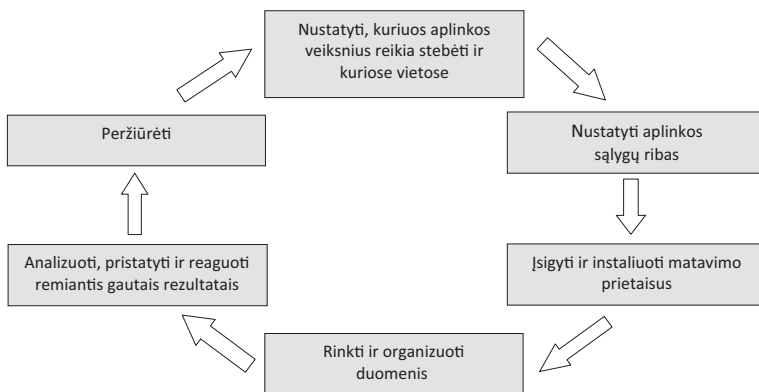 Nustatyti, kuriuos aplinkos
veiksnius reikia stebėti ir
kuriose vietose
Nustatyti aplinkos
sąlygų ribas
Įsigyti ir instaliuoti matavimo
prietaisus
Rinkti ir organizuoti
duomenis
Analizuoti, pristatyti ir reaguoti
remiantis gautais rezultatais
Peržiūrėti